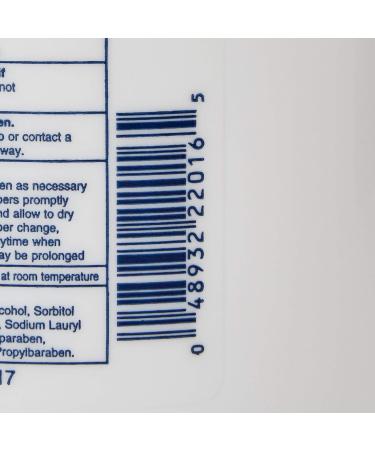 if
not
en.
o or contact a
way.
en as necessary
pers promptly
nd allow to dry
per change,
ytime when
ay be prolonged
at room temperature
cohol, Sorbitol
, Sodium Lauryl
paraben,
Propylbaraben.
17
0 48932 22016 5